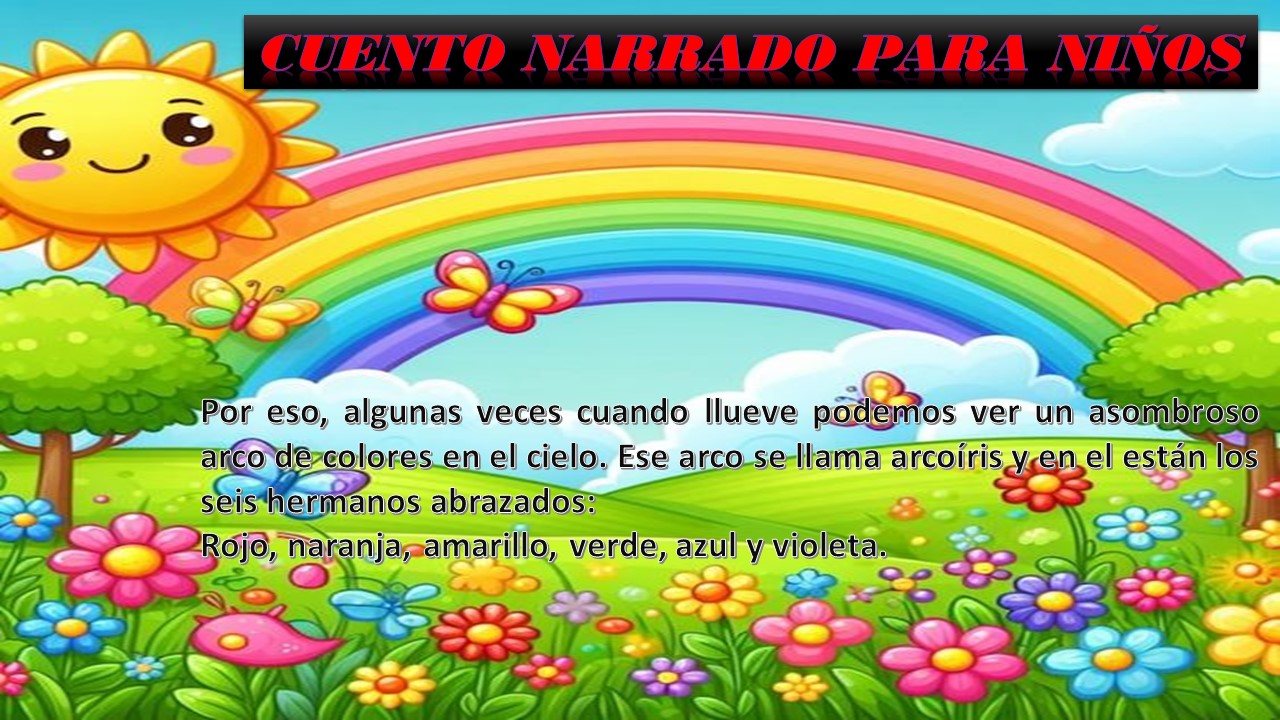 CUENTO NARRADO PARA NIÑOS
Por eso, algunas veces cuando llueve podemos ver un asombroso
arco de colores en el cielo. Ese arco se llama arcoíris y en el están los
seis hermanos abrazados:
Rojo, naranja, amarillo, verde, azul y violeta.